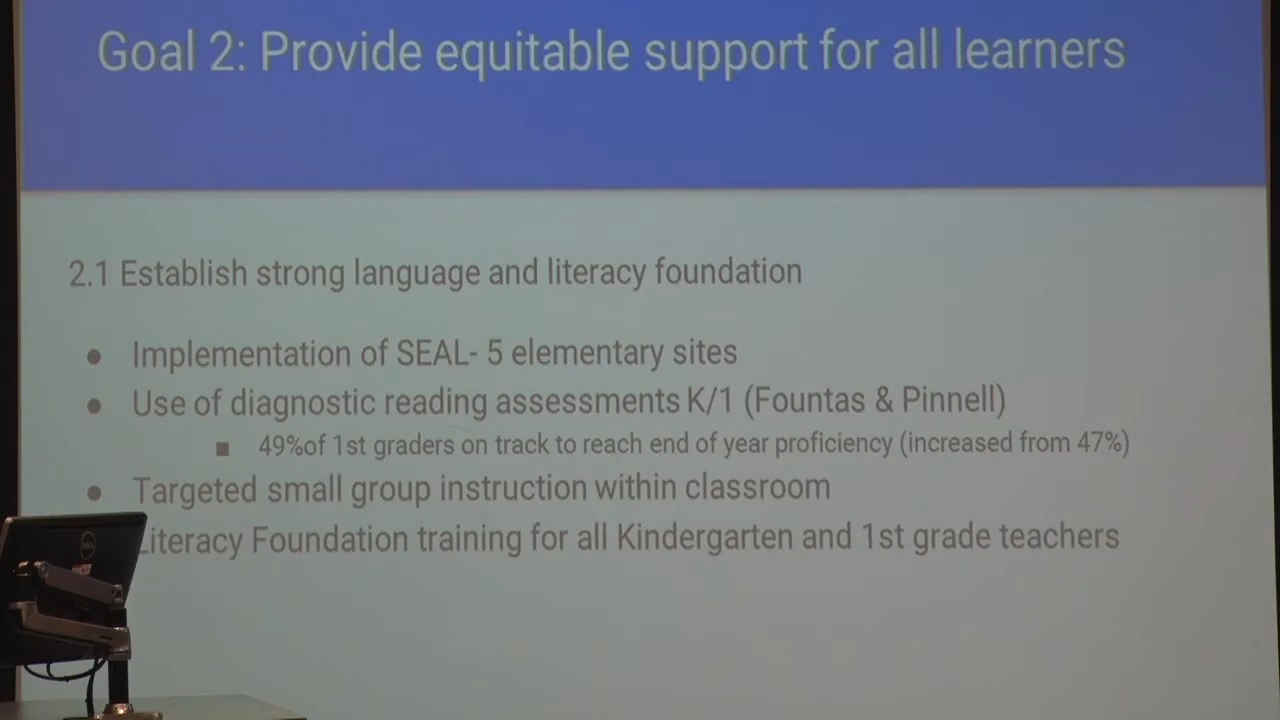 Goal 2: Provide equitable support for all learners
2.1 Establish strong language and literacy foundation
● Implementation of SEAL- 5 elementary sites
● Use of diagnostic reading assessments K/1 (Fountas & Pinnell)
■ 49%of 1st graders on track to reach end of year proficiency (increased from 47%)
● Targeted small group instruction within classroom
Literacy Foundation training for all Kindergarten and 1st grade teachers
DELL